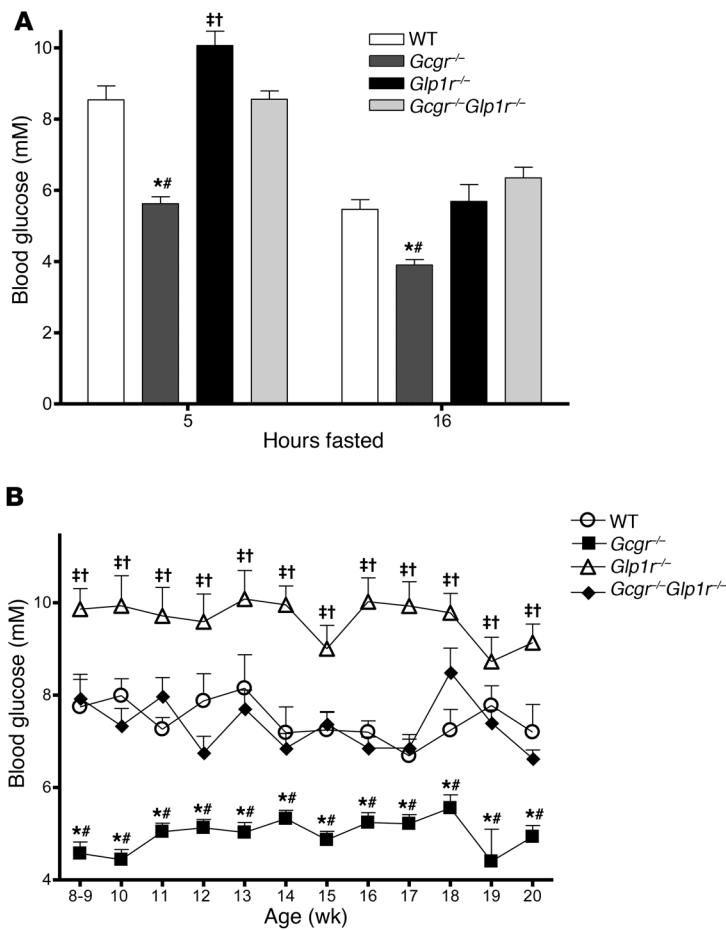 A
‡†
10
WT
Gcgr–/–
Glp1r–/–
8
Gcgr–/–Glp1r–/–
Blood glucose (mM)
*#
6
*#
4
2
0
5
16
Hours fasted
B
WT
Gcgr–/–
Glp1r–/–
Gcgr–/–Glp1r–/–
‡† ‡† ‡† ‡† ‡† ‡† ‡† ‡† ‡† ‡† ‡† ‡†
10
Blood glucose (mM)
8
6
*# *# *# *# *# *# *# *# *# *# *# *#
4
8-9 10 11 12 13 14 15 16 17 18 19 20
Age (wk)